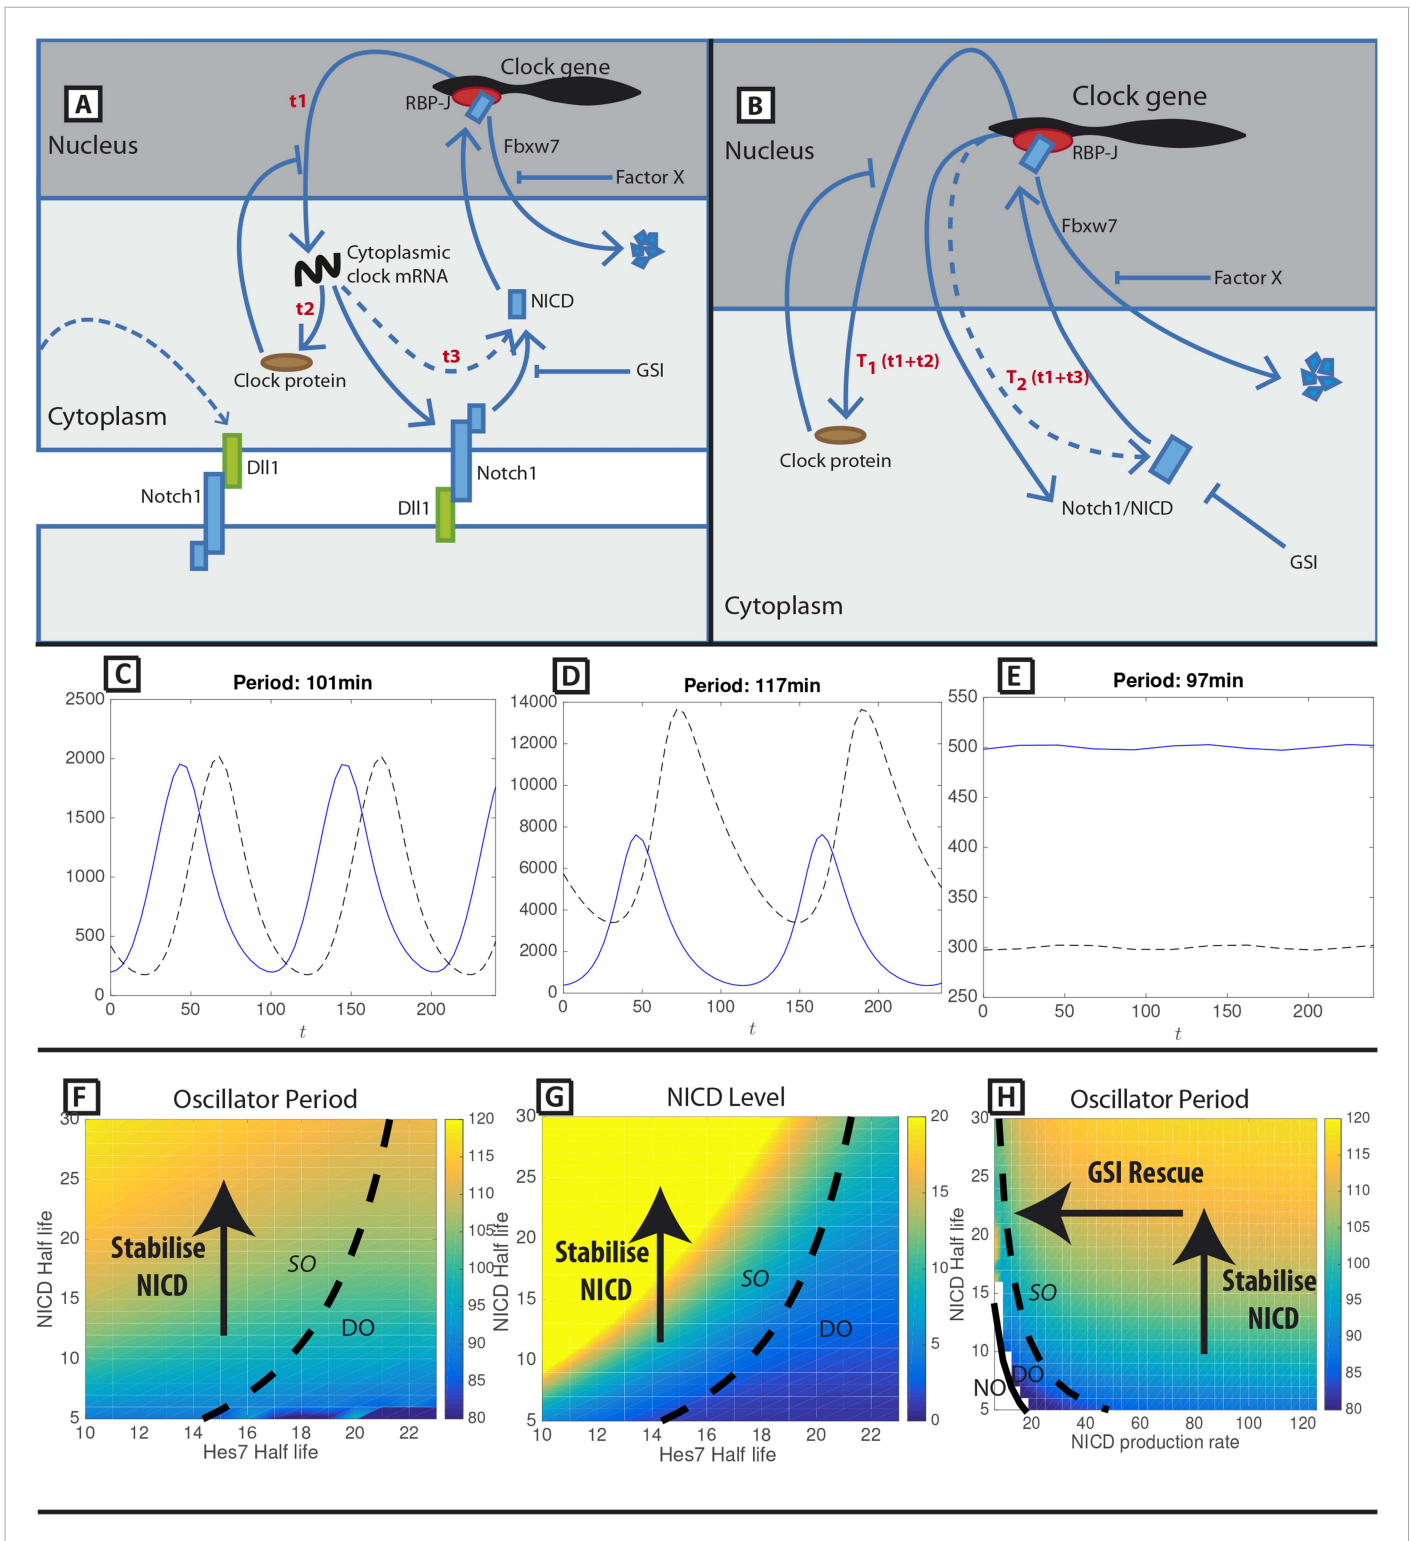 A
Clock gene
RBP-J
t1
Nucleus
Fbxw7
Factor X
Cytoplasmic
clock mRNA
NICD
t2
t3
Clock protein
GSI
Cytoplasm
Dll1
Notch1
Notch1
Dll1
B
Clock gene
Nucleus
RBP-J
Fbxw7
Factor X
T1 (t1+t2)
T2 (t1+t3)
Clock protein
Notch1/NICD
GSI
Cytoplasm
C
Period: 101min
2500
2000
1500
1000
500
0
0 50 100 150 200
t
D
Period: 117min
14000
12000
10000
8000
6000
4000
2000
0
0 50 100 150 200
t
E
Period: 97min
550
500
450
400
350
300
250
0 50 100 150 200
t
F
Oscillator Period
NICD Half life
30
25
20
15
10
5
10 12 14 16 18 20 22
Hes7 Half life
Stabilise
NICD
SO
DO
120
115
110
105
100
95
90
85
80
G
NICD Level
NICD Half life
30
25
20
15
10
5
10 12 14 16 18 20 22
Hes7 Half life
Stabilise
NICD
SO
DO
20
15
10
5
0
H
Oscillator Period
NICD Half life
30
25
20
15
10
5
20 40 60 80 100 120
NICD production rate
GSI Rescue
Stabilise
NICD
SO
DO
NO
120
115
110
105
100
95
90
85
80